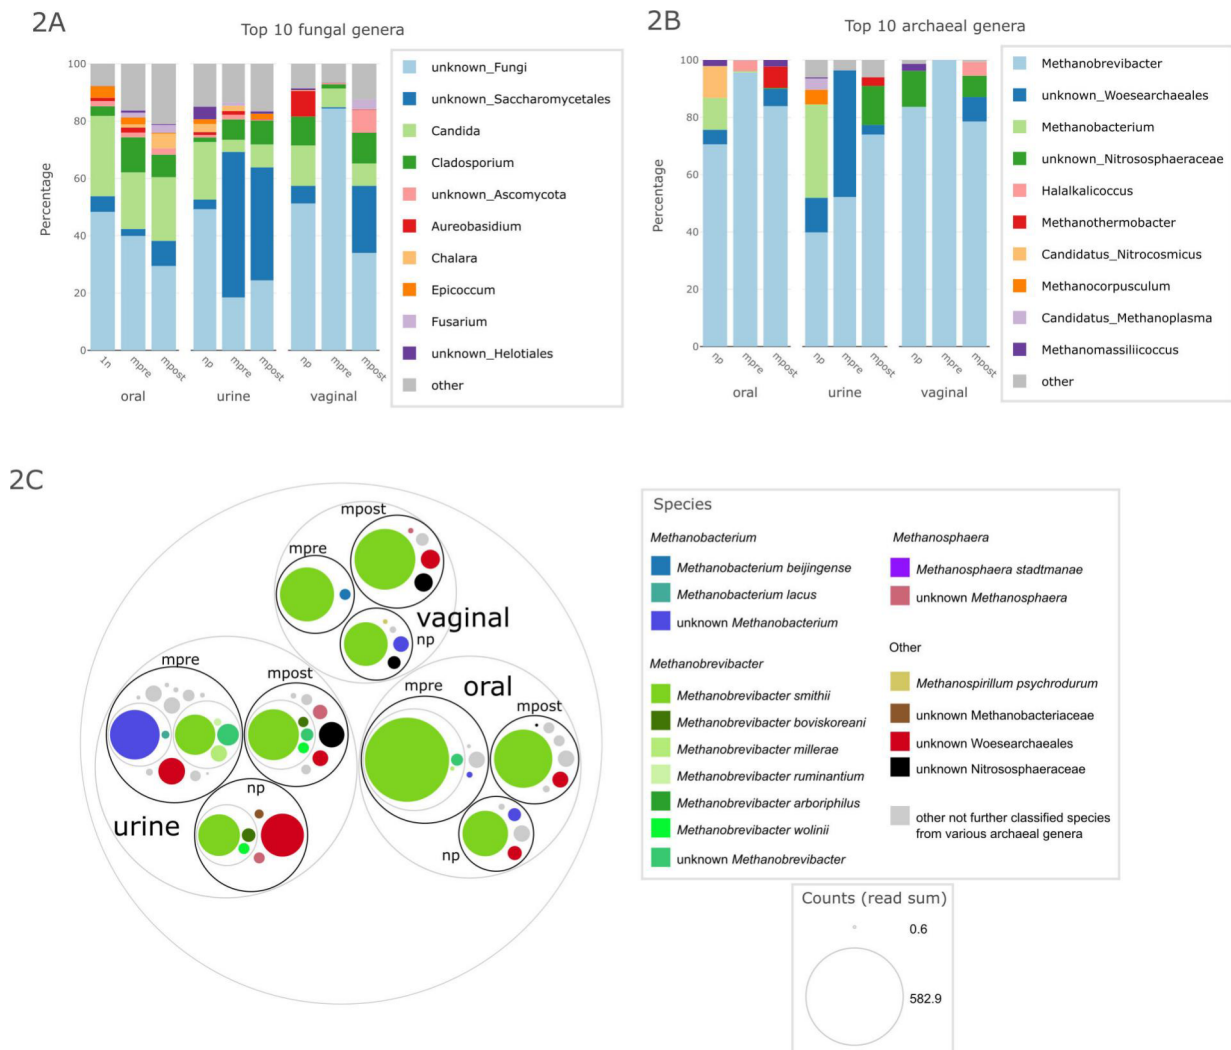 2A
Top 10 fungal genera
100
80
60
40
20
0
Percentage
1n
mpre
mpost
np
mpre
mpost
np
mpre
mpost
oral
urine
vaginal
unknown_Fungi
unknown_Saccharomycetales
Candida
Cladosporium
unknown_Ascomycota
Aureobasidium
Chalara
Epicoccum
Fusarium
unknown_Helotiales
other
2B
Top 10 archaeal genera
100
80
60
40
20
0
Percentage
np
mpre
mpost
np
mpre
mpost
np
mpre
mpost
oral
urine
vaginal
Methanobrevibacter
unknown_Woesearchaeales
Methanobacterium
unknown_Nitrososphaeraceae
Halalkalicoccus
Methanothermobacter
Candidatus_Nitrocosmicus
Methanocorpusculum
Candidatus_Methanoplasma
Methanomassiliicoccus
other
2C
mpost
mpre
vaginal
np
mpre
mpost
urine
np
mpre
oral
mpost
np
Species
Methanobacterium
Methanobacterium beijingense
Methanobacterium lacus
unknown Methanobacterium
Methanobrevibacter
Methanobrevibacter smithii
Methanobrevibacter boviskoreani
Methanobrevibacter millerae
Methanobrevibacter ruminantium
Methanobrevibacter arboriphilus
Methanobrevibacter wolinii
unknown Methanobrevibacter
Methanosphaera
Methanosphaera stadtmanae
unknown Methanosphaera
Other
Methanospirillum psychrodurum
unknown Methanobacteriaceae
unknown Woesearchaeales
unknown Nitrososphaeraceae
other not further classified species
from various archaeal genera
Counts (read sum)
0.6
582.9